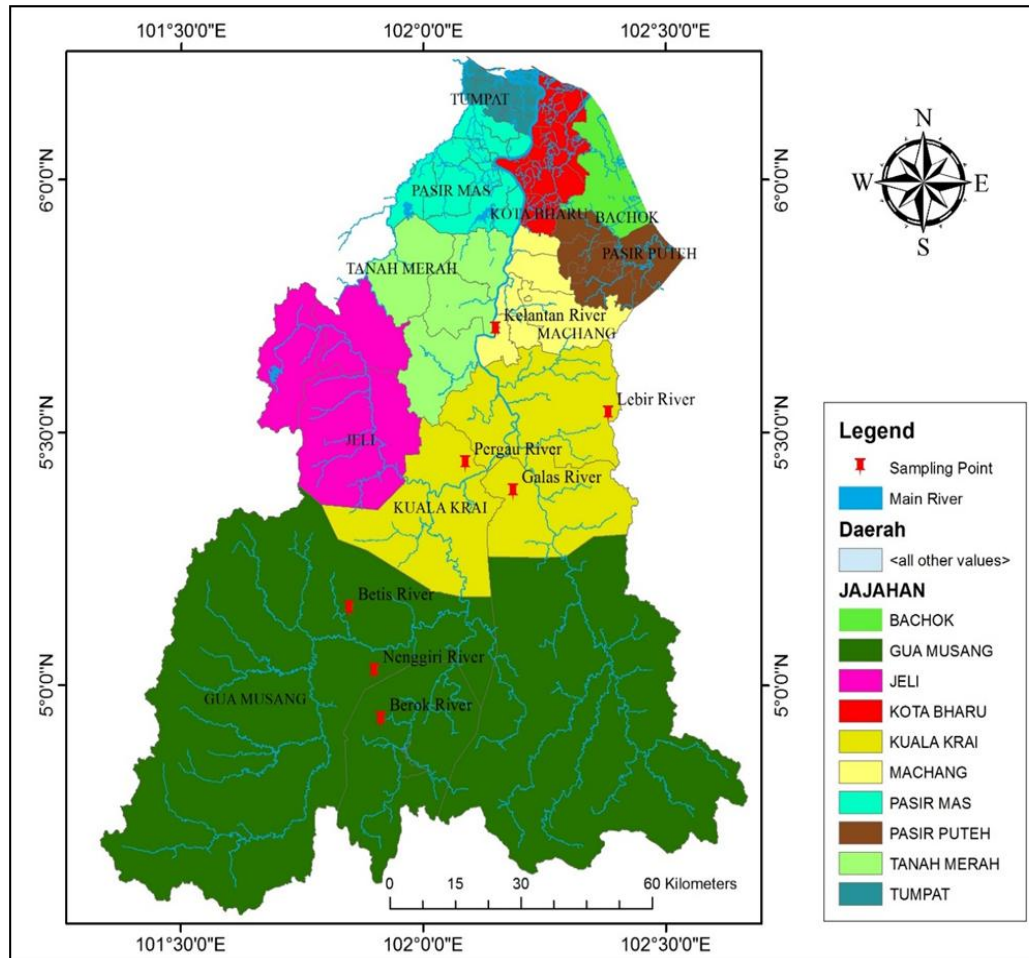 101°30'0"E 102°0'0"E 102°30'0"E
6°0'0"N
5°30'0"N
5°0'0"N
TUMPAT
PASIR MAS
KOTA BHARU
BACHOK
PASIR PUTEH
TANAH MERAH
Kelantan River
MACHANG
Lebir River
JELI
Pergau River
Galas River
KUALA KRAI
Betis River
Nenggiri River
GUA MUSANG
Berok River
0 15 30 60 Kilometers
6°0'0"N
5°30'0"N
5°0'0"N
101°30'0"E 102°0'0"E 102°30'0"E
N
W E
S
Legend
Sampling Point
Main River
Daerah
<all other values>
JAJAHAN
BACHOK
GUA MUSANG
JELI
KOTA BHARU
KUALA KRAI
MACHANG
PASIR MAS
PASIR PUTEH
TANAH MERAH
TUMPAT